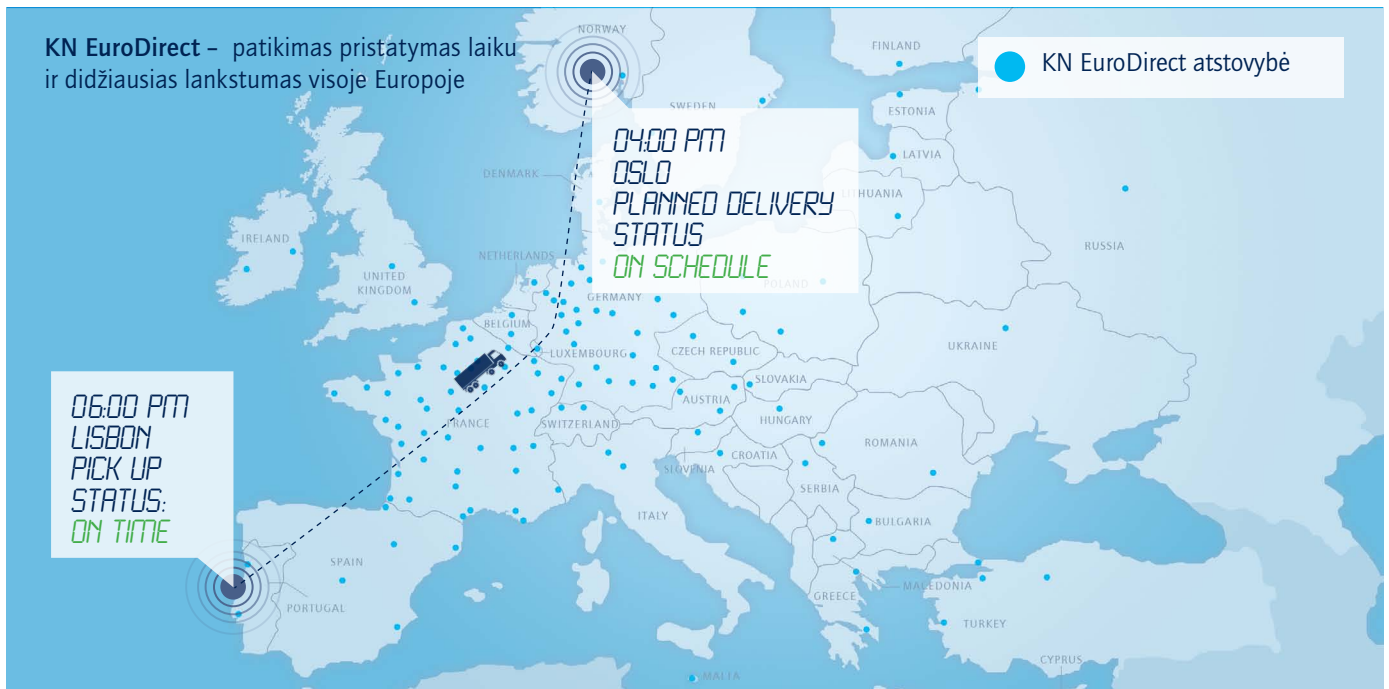 KN EuroDirect – patikimas pristatymas laiku
ir didžiausias lankstumas visoje Europoje
KN EuroDirect atstovybė
NORWAY
FINLAND
SWEDEN
ESTONIA
LATVIA
LITHUANIA
DENMARK
04:00 PM
OSLO
PLANNED DELIVERY
STATUS
ON SCHEDULE
RUSSIA
IRELAND
UNITED
KINGDOM
NETHERLANDS
GERMANY
POLAND
BELGIUM
LUXEMBOURG
CZECH REPUBLIC
UKRAINE
SLOVAKIA
AUSTRIA
HUNGARY
FRANCE
SWITZERLAND
ROMANIA
CROATIA
SLOVENIA
SERBIA
ITALY
BULGARIA
06:00 PM
LISBON
PICK UP
STATUS:
ON TIME
SPAIN
PORTUGAL
MACEDONIA
GREECE
TURKEY
CYPRUS
MALTA